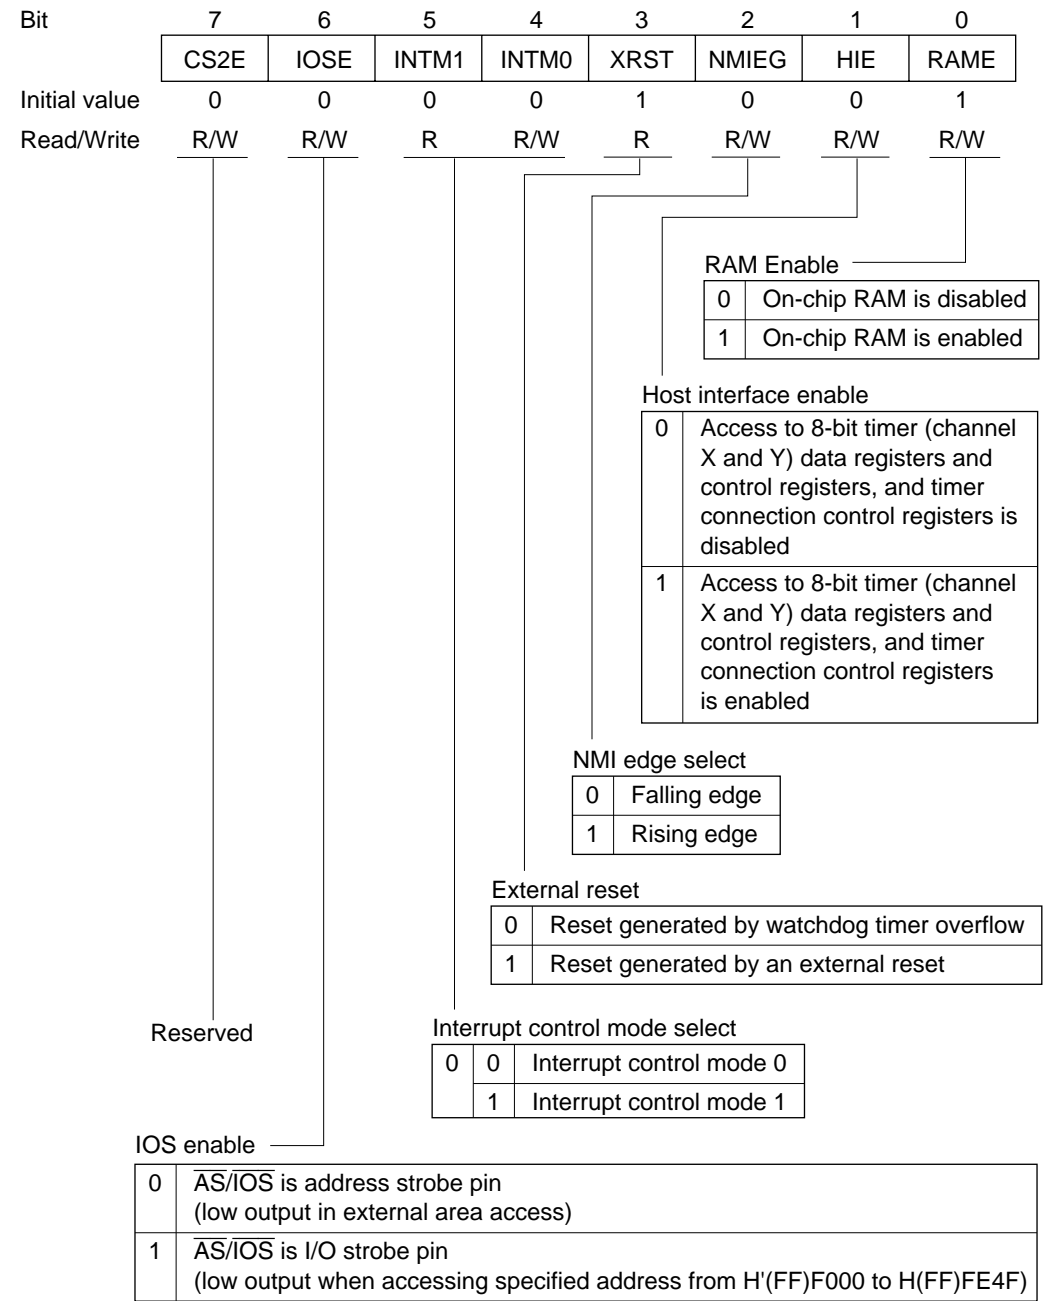 Bit 7 6 5 4 3 2 1 0
CS2E IOSE INTM1 INTM0 XRST NMIEG HIE RAME
Initial value 0 0 0 0 1 0 0 1
Read/Write R/W R/W R R/W R R/W R/W R/W
RAM Enable
0 On-chip RAM is disabled
1 On-chip RAM is enabled
Host interface enable
0 Access to 8-bit timer (channel
X and Y) data registers and
control registers, and timer
connection control registers is
disabled
1 Access to 8-bit timer (channel
X and Y) data registers and
control registers, and timer
connection control registers
is enabled
NMI edge select
0 Falling edge
1 Rising edge
External reset
0 Reset generated by watchdog timer overflow
1 Reset generated by an external reset
Reserved
Interrupt control mode select
0 0 Interrupt control mode 0
1 Interrupt control mode 1
IOS enable
0 A̅S̅/I̅O̅S̅ is address strobe pin
(low output in external area access)
1 A̅S̅/I̅O̅S̅ is I/O strobe pin
(low output when accessing specified address from H'(FF)F000 to H(FF)FE4F)